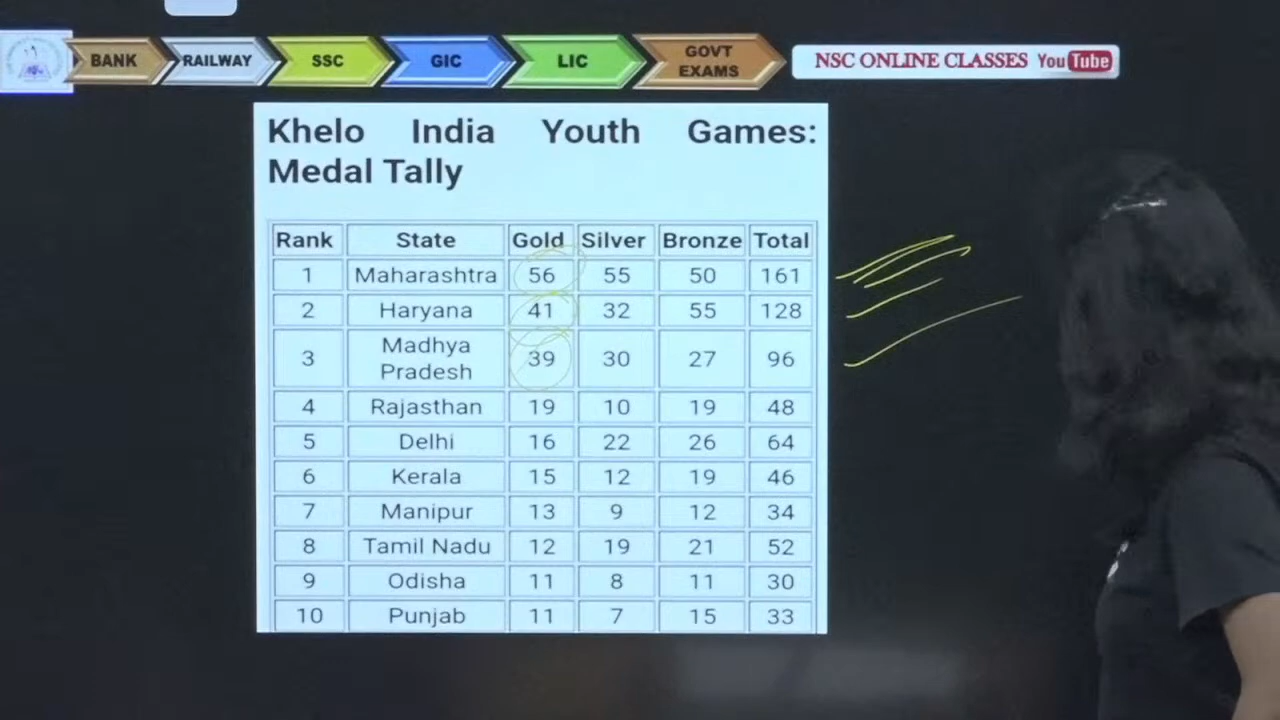 BANK RAILWAY SSC GIC LIC GOVT EXAMS NSC ONLINE CLASSES YouTube
Khelo India Youth Games:
Medal Tally
Rank State Gold Silver Bronze Total
1 Maharashtra 56 55 50 161
2 Haryana 41 32 55 128
3 Madhya Pradesh 39 30 27 96
4 Rajasthan 19 10 19 48
5 Delhi 16 22 26 64
6 Kerala 15 12 19 46
7 Manipur 13 9 12 34
8 Tamil Nadu 12 19 21 52
9 Odisha 11 8 11 30
10 Punjab 11 7 15 33